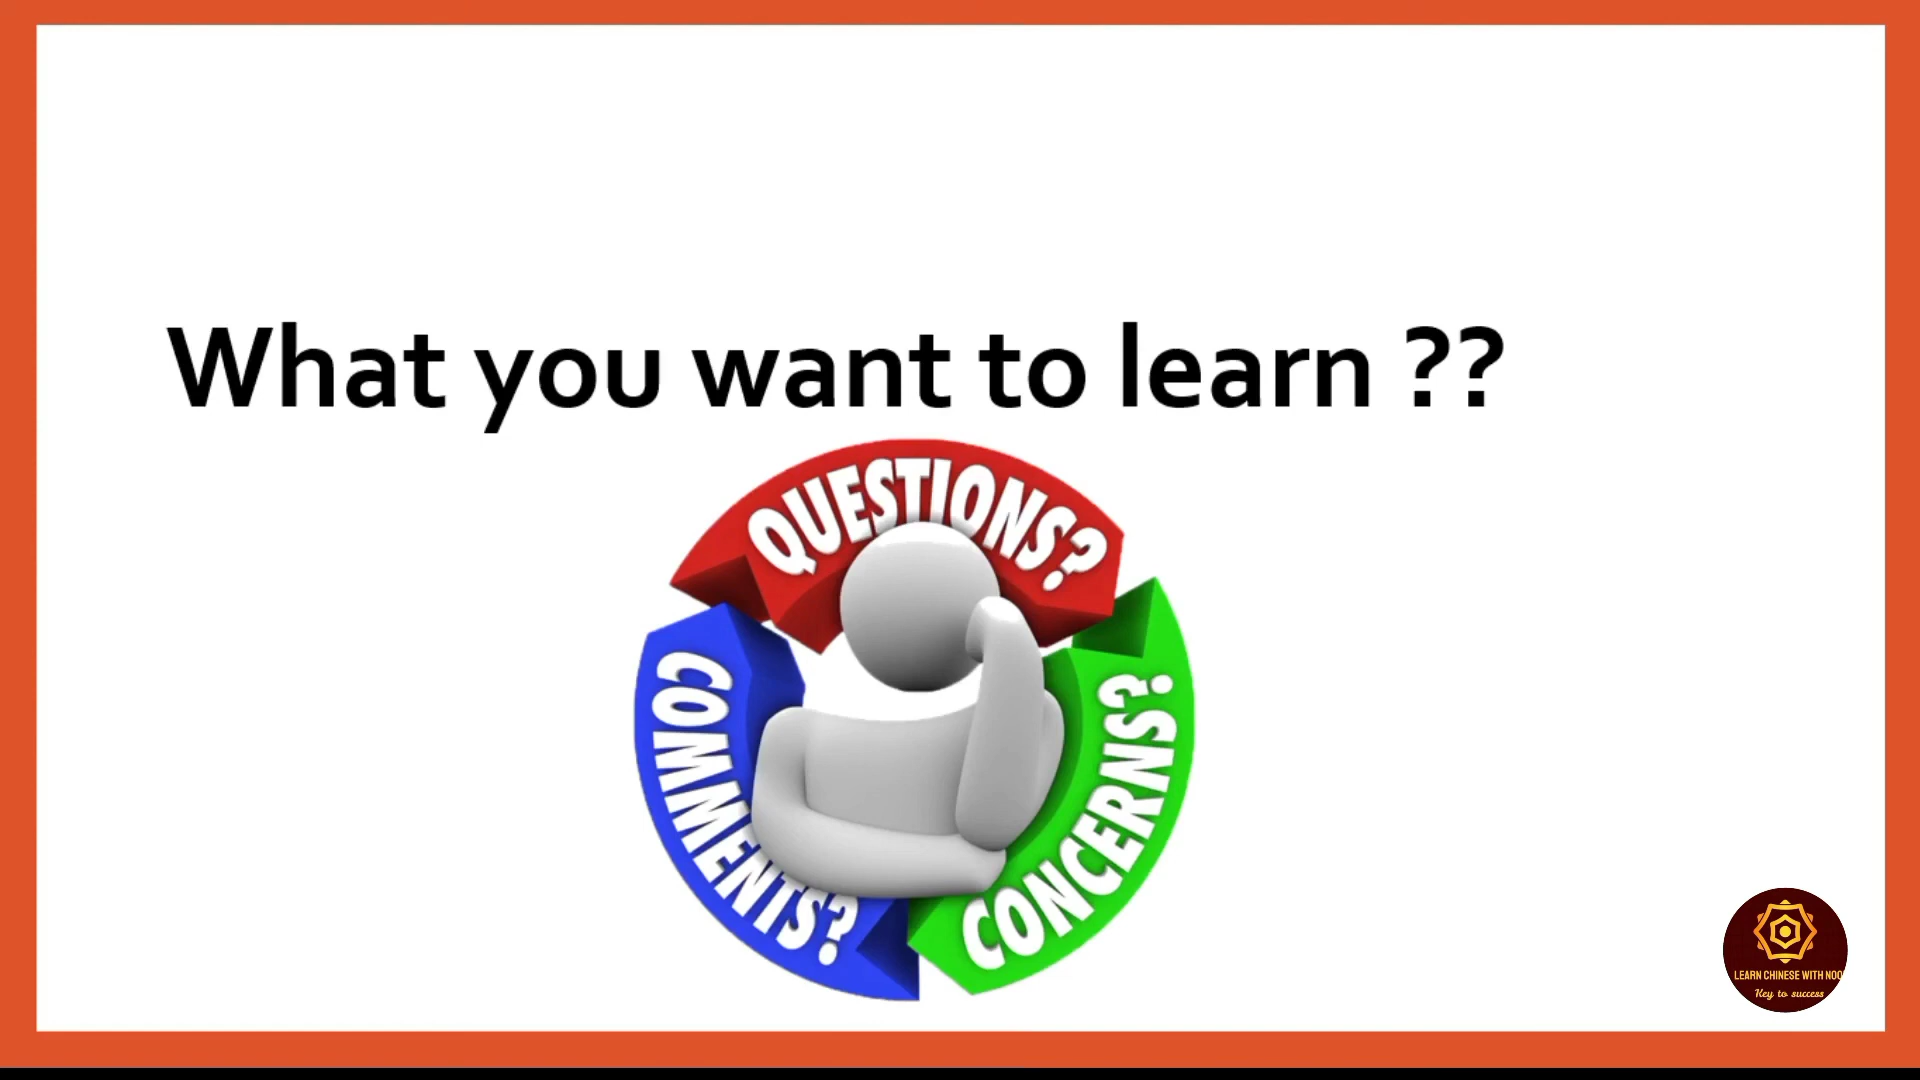 What you want to learn ??
QUESTIONS?
COMMENTS?
CONCERNS?
LEARN CHINESE WITH NOO
Key to success